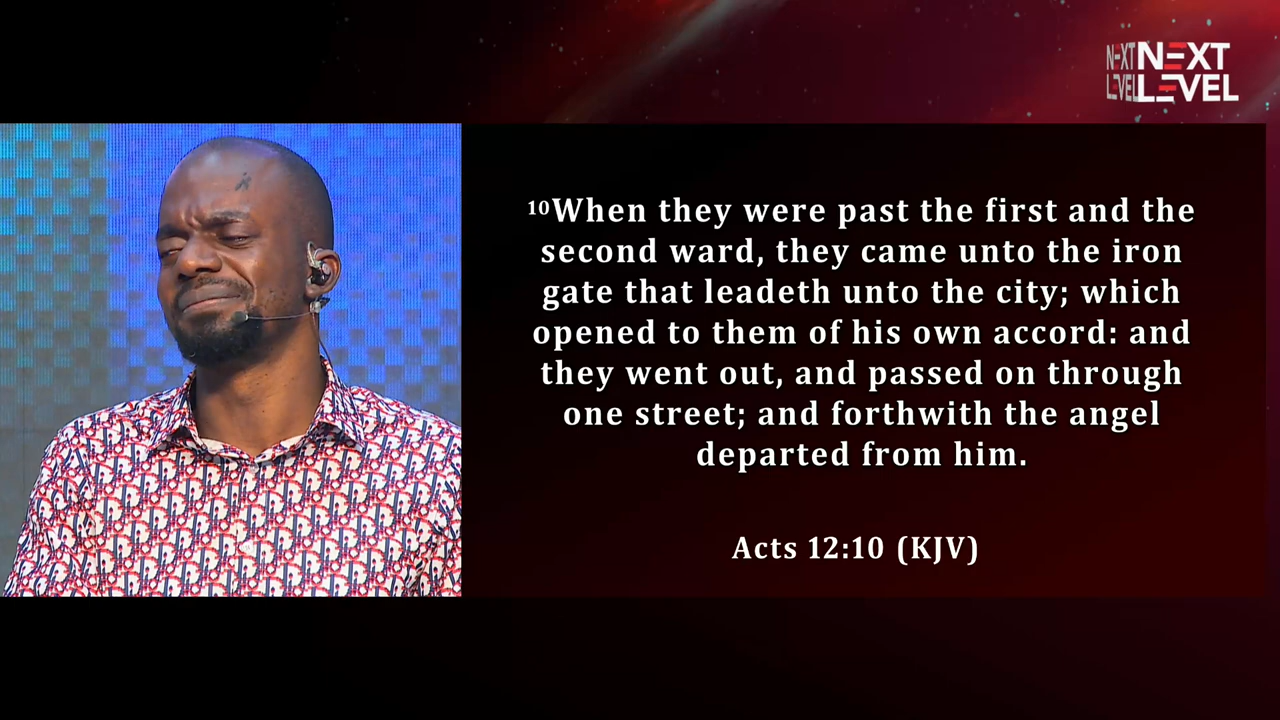 NEXT NEXT
LEVEL LEVEL
10When they were past the first and the
second ward, they came unto the iron
gate that leadeth unto the city; which
opened to them of his own accord: and
they went out, and passed on through
one street; and forthwith the angel
departed from him.
Acts 12:10 (KJV)